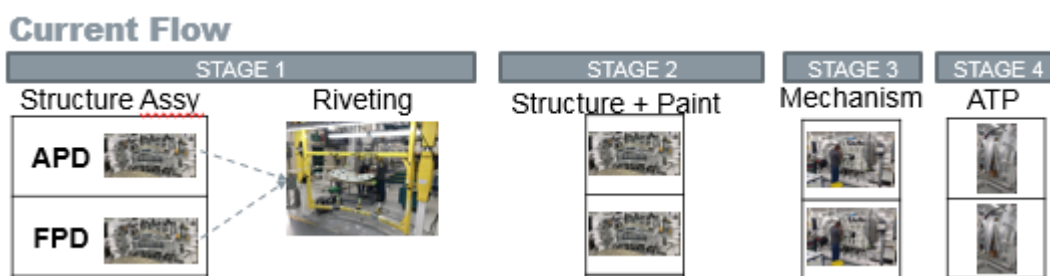 Current Flow
STAGE 1
STAGE 2
STAGE 3
STAGE 4
Structure Assy
Riveting
Structure + Paint
Mechanism
ATP
APD
FPD